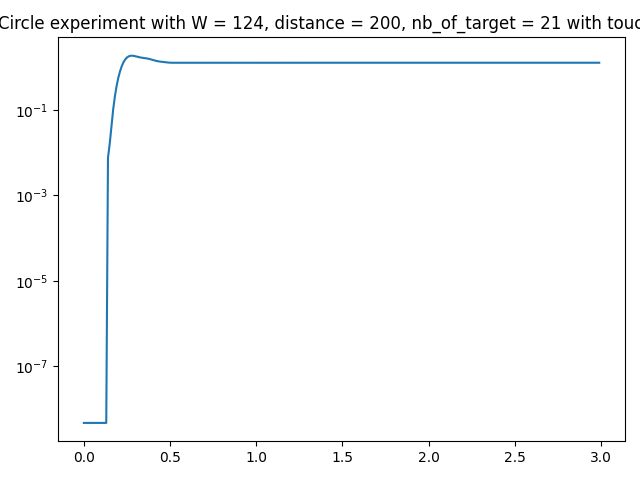 Circle experiment with W = 124, distance = 200, nb_of_target = 21 with
10⁻¹
10⁻³
10⁻⁵
10⁻⁷
0.0 0.5 1.0 1.5 2.0 2.5 3.0